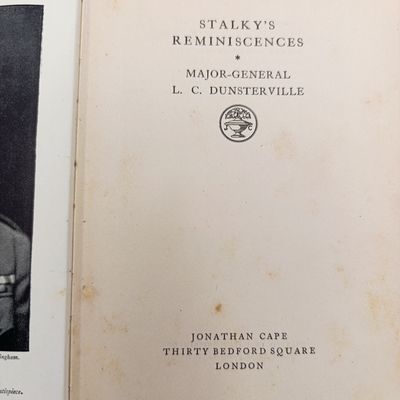 STALKY'S
REMINISCENCES
*
MAJOR-GENERAL
L. C. DUNSTERVILLE
J C
JONATHAN CAPE
THIRTY BEDFORD SQUARE
LONDON